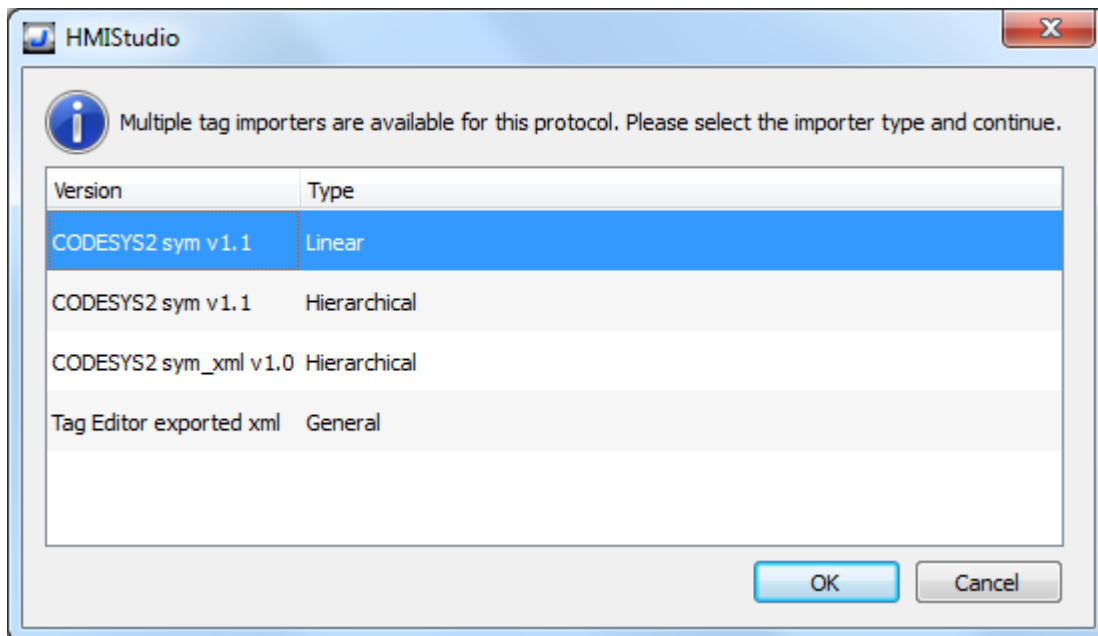 HMIStudio
Multiple tag importers are available for this protocol. Please select the importer type and continue.
Version Type
CODESYS2 sym v1.1 Linear
CODESYS2 sym v1.1 Hierarchical
CODESYS2 sym_xml v1.0 Hierarchical
Tag Editor exported xml General
OK Cancel